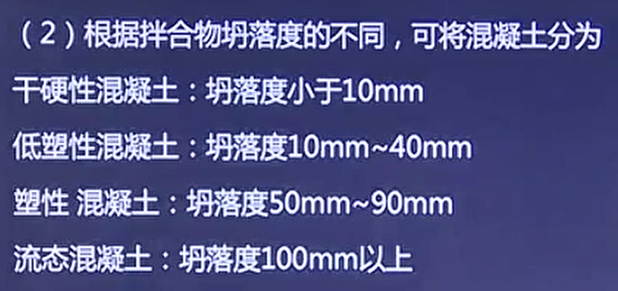 （2）根据拌合物坍落度的不同，可将混凝土分为
干硬性混凝土：坍落度小于10mm
低塑性混凝土：坍落度10mm~40mm
塑性 混凝土：坍落度50mm~90mm
流态混凝土：坍落度100mm以上